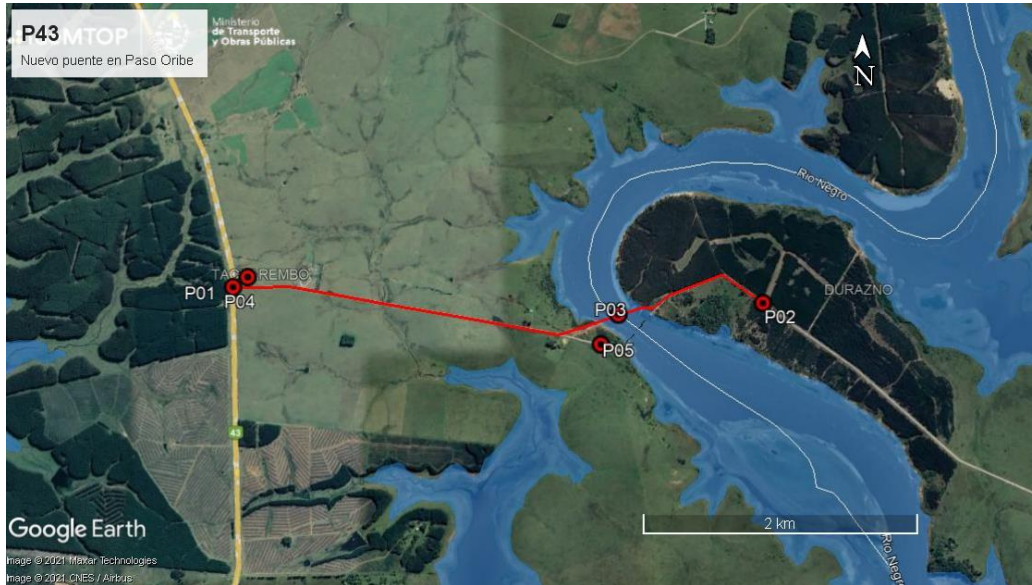 P43
Nuevo puente en Paso Oribe
MTOP
Ministerio
de Transporte
y Obras Públicas
N
Rio Negro
REMBO
P01
P04
DURAZNO
P03
P02
P05
43
2 km
Google Earth
Image © 2021 Maxar Technologies
Image © 2021 CNES / Airbus
Rio Negro